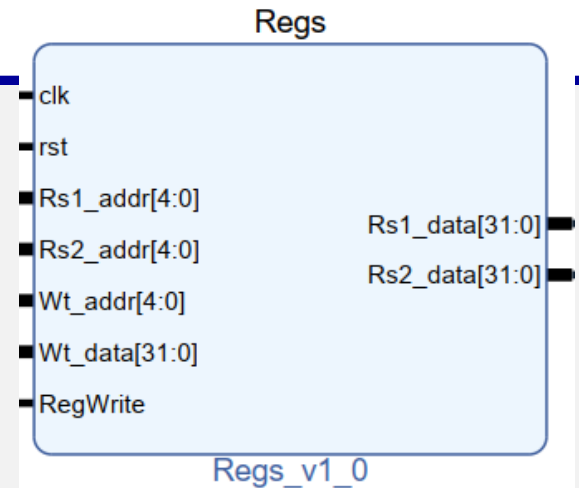 Regs
clk
rst
Rs1_addr[4:0]
Rs2_addr[4:0]
Wt_addr[4:0]
Wt_data[31:0]
RegWrite
Rs1_data[31:0]
Rs2_data[31:0]
Regs_v1_0